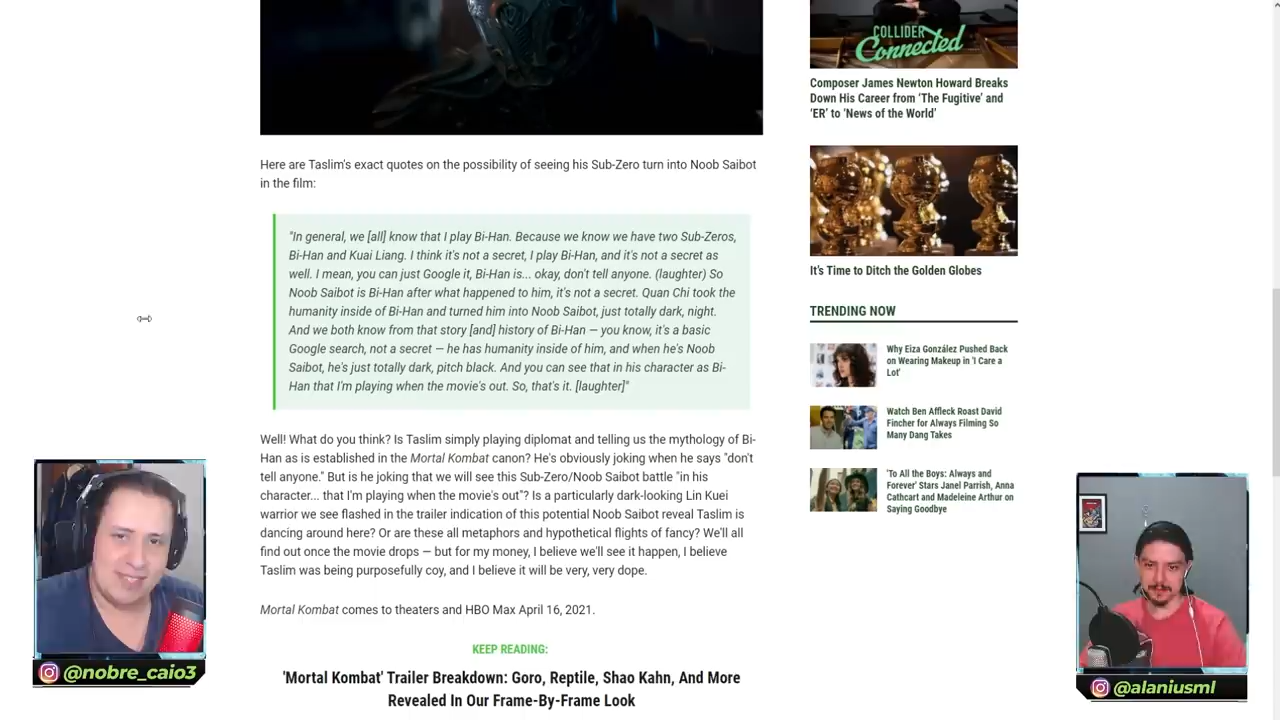 Here are Taslim's exact quotes on the possibility of seeing his Sub-Zero turn into Noob Saibot
in the film:
"In general, we [all] know that I play Bi-Han. Because we know we have two Sub-Zeros,
Bi-Han and Kuai Liang. I think it's not a secret, I play Bi-Han, and it's not a secret as
well. I mean, you can just Google it, Bi-Han is... okay, don't tell anyone. (laughter) So
Noob Saibot is Bi-Han after what happened to him, it's not a secret. Quan Chi took the
humanity inside of Bi-Han and turned him into Noob Saibot, just totally dark, night.
And we both know from that story [and] history of Bi-Han — you know, it's a basic
Google search, not a secret — he has humanity inside of him, and when he's Noob
Saibot, he's just totally dark, pitch black. And you can see that in his character as Bi-
Han that I'm playing when the movie's out. So, that's it. [laughter]"
Well! What do you think? Is Taslim simply playing diplomat and telling us the mythology of Bi-
Han as is established in the Mortal Kombat canon? He's obviously joking when he says "don't
tell anyone." But is he joking that we will see this Sub-Zero/Noob Saibot battle "in his
character... that I'm playing when the movie's out"? Is a particularly dark-looking Lin Kuei
warrior we see flashed in the trailer indication of this potential Noob Saibot reveal Taslim is
dancing around here? Or are these all metaphors and hypothetical flights of fancy? We'll all
find out once the movie drops — but for my money, I believe we'll see it happen, I believe
Taslim was being purposefully coy, and I believe it will be very, very dope.
Mortal Kombat comes to theaters and HBO Max April 16, 2021.
KEEP READING:
'Mortal Kombat' Trailer Breakdown: Goro, Reptile, Shao Kahn, And More
Revealed In Our Frame-By-Frame Look
COLLIDER
Connected
Composer James Newton Howard Breaks
Down His Career from ‘The Fugitive’ and
‘ER’ to ‘News of the World’
It's Time to Ditch the Golden Globes
TRENDING NOW
Why Eiza González Pushed Back
on Wearing Makeup in 'I Care a
Lot'
Watch Ben Affleck Roast David
Fincher for Always Filming So
Many Dang Takes
'To All the Boys: Always and
Forever' Stars Janel Parrish, Anna
Cathcart and Madeleine Arthur on
Saying Goodbye
@nobre_caio3
@alaniusml